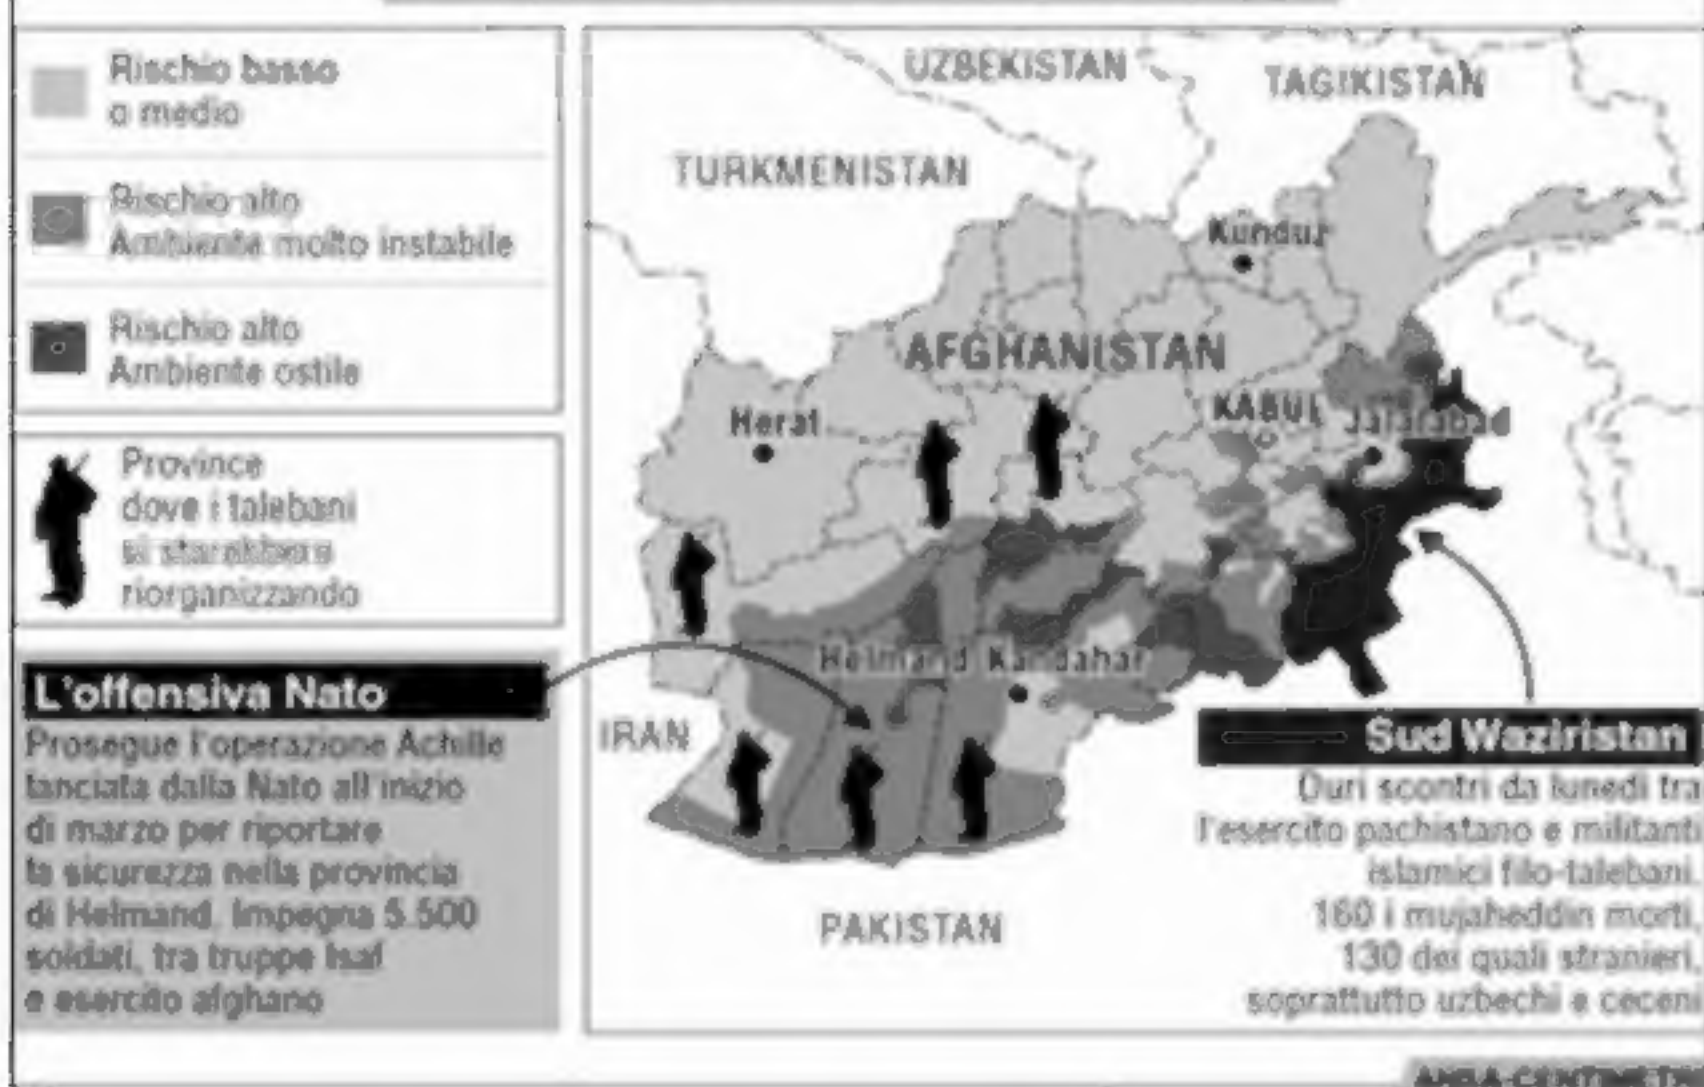 Rischio basso
o medio
Rischio alto
Ambiente molto instabile
Rischio alto
Ambiente ostile
Province
dove i talebani
si starebbero
riorganizzando
L'offensiva Nato
Prosegue l'operazione Achille
lanciata dalla Nato all'inizio
di marzo per riportare
la sicurezza nella provincia
di Helmand. Impegna 5.500
soldati, tra truppe Isaf
e esercito afghano
UZBEKISTAN
TAGIKISTAN
TURKMENISTAN
Kunduz
AFGHANISTAN
KABUL
Jalalabad
Herat
Helmand
Kandahar
IRAN
PAKISTAN
Sud Waziristan
Duri scontri da lunedì tra
l'esercito pachistano e militanti
islamici filo-talebani.
160 i mujaheddin morti,
130 dei quali stranieri,
soprattutto uzbechi e ceceni
ANSA-CENTIMETRI